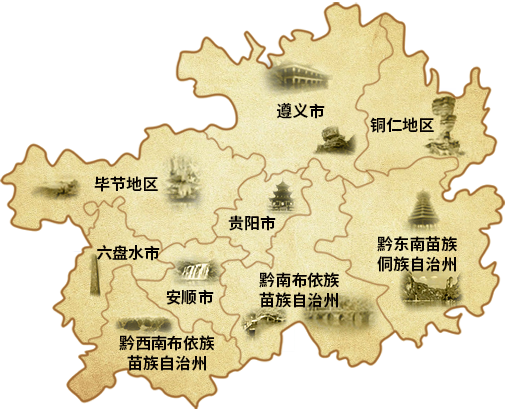 遵义市
铜仁地区
毕节地区
贵阳市
黔东南苗族
侗族自治州
六盘水市
黔南布依族
苗族自治州
安顺市
黔西南布依族
苗族自治州